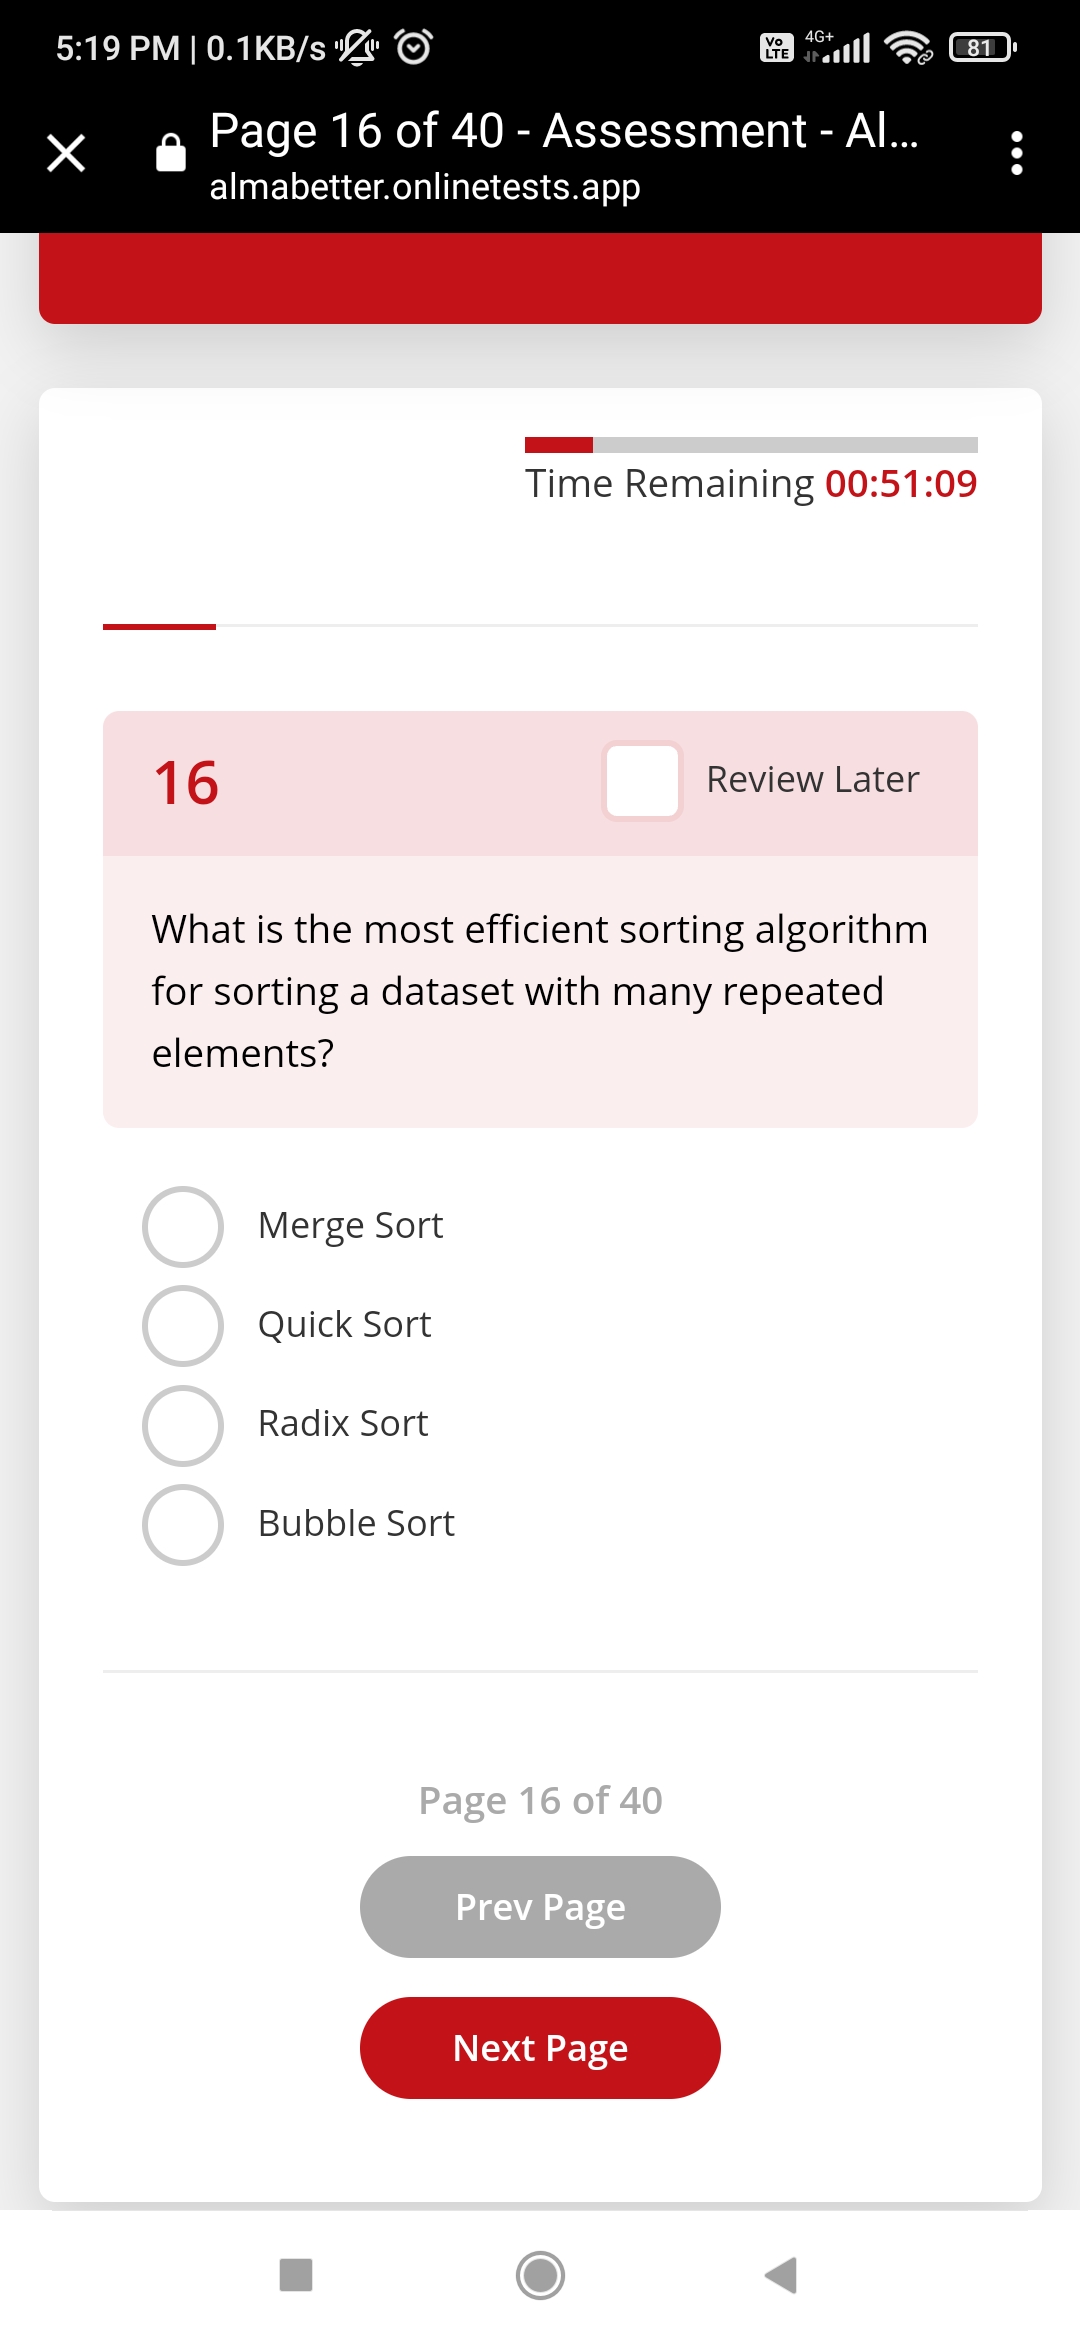 5:19 PM | 0.1KB/s
Vo LTE 4G+ 81
Page 16 of 40 - Assessment - Al...
almabetter.onlinetests.app
Time Remaining 00:51:09
16
Review Later
What is the most efficient sorting algorithm
for sorting a dataset with many repeated
elements?
Merge Sort
Quick Sort
Radix Sort
Bubble Sort
Page 16 of 40
Prev Page
Next Page